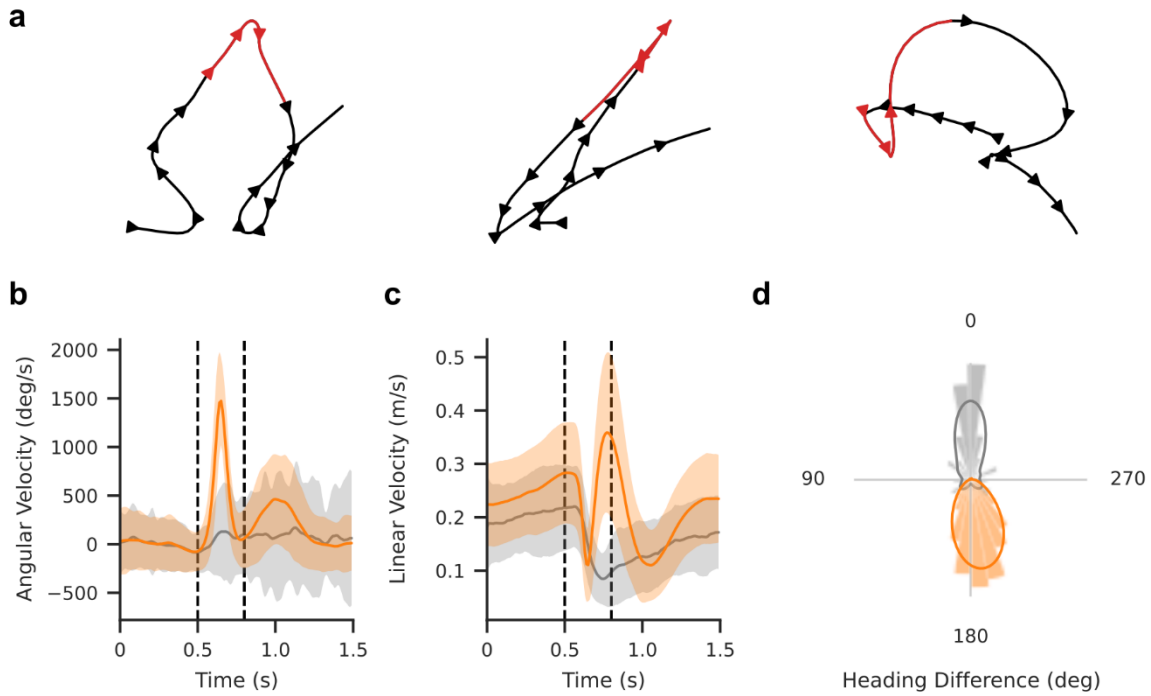 a
b
Angular Velocity (deg/s)
2000
1500
1000
500
0
−500
0
0.5
1.0
1.5
Time (s)
c
Linear Velocity (m/s)
0.5
0.4
0.3
0.2
0.1
0
0.5
1.0
1.5
Time (s)
d
0
90
270
180
Heading Difference (deg)